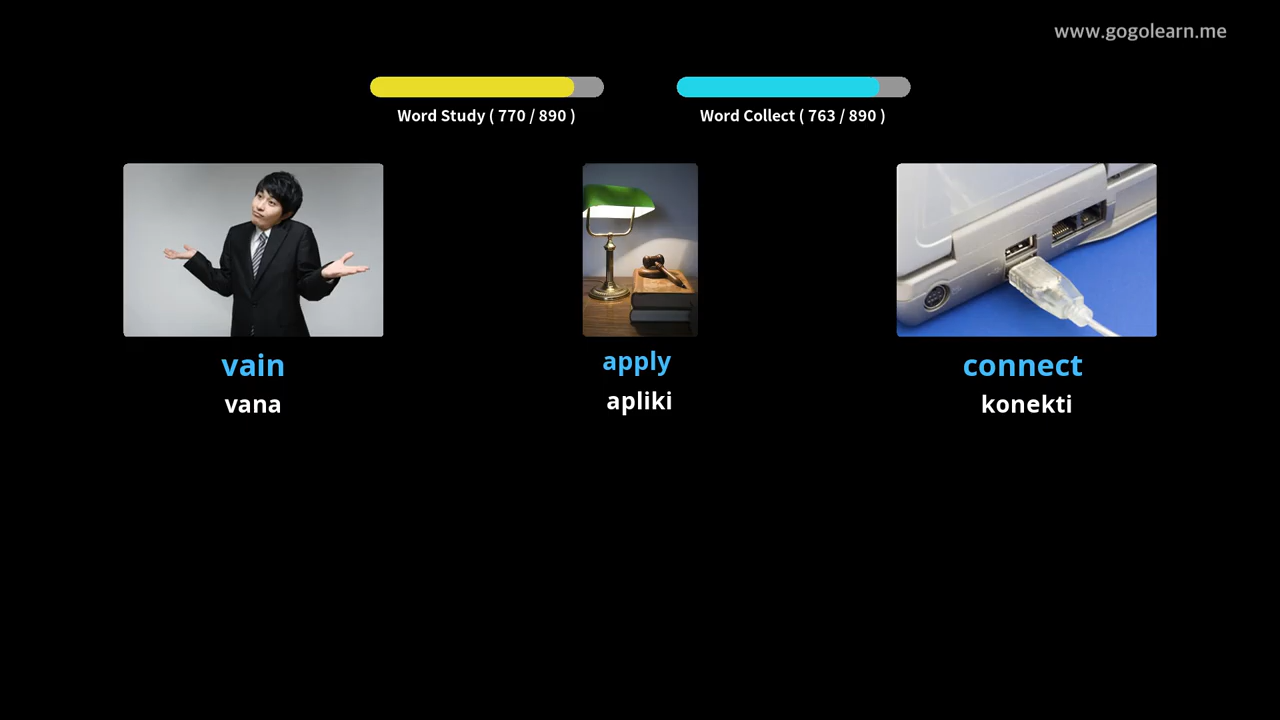 www.gogolearn.me
Word Study ( 770 / 890 )
Word Collect ( 763 / 890 )
vain
vana
apply
apliki
connect
konekti